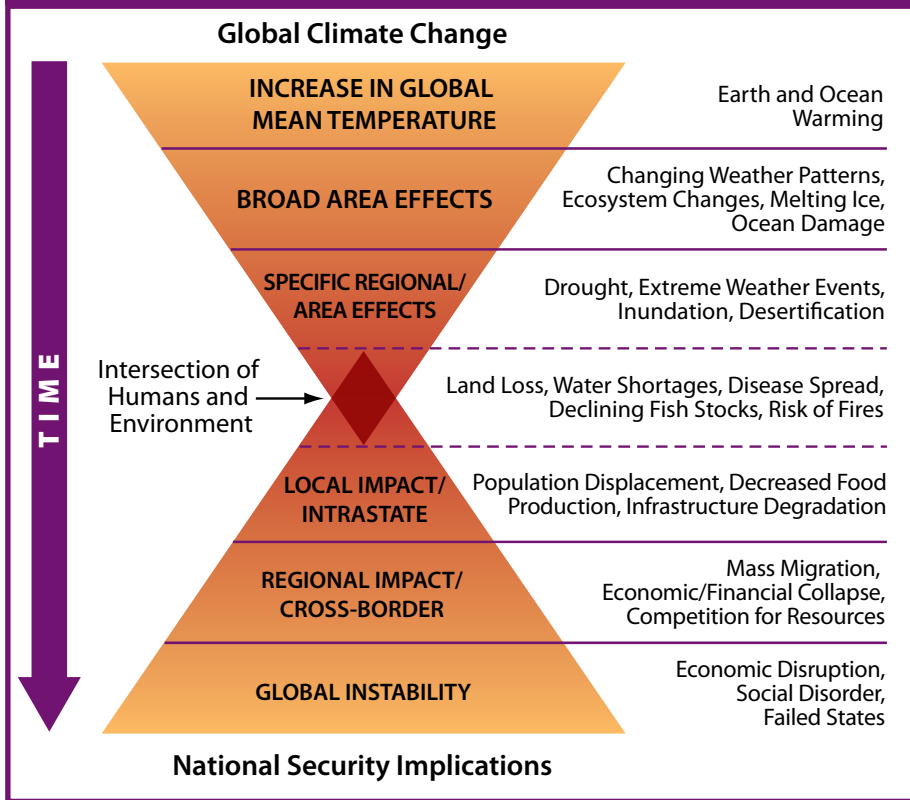 Global Climate Change
INCREASE IN GLOBAL
MEAN TEMPERATURE
Earth and Ocean
Warming
BROAD AREA EFFECTS
Changing Weather Patterns,
Ecosystem Changes, Melting Ice,
Ocean Damage
SPECIFIC REGIONAL/
AREA EFFECTS
Drought, Extreme Weather Events,
Inundation, Desertification
TIME
Intersection of
Humans and
Environment
Land Loss, Water Shortages, Disease Spread,
Declining Fish Stocks, Risk of Fires
LOCAL IMPACT/
INTRASTATE
Population Displacement, Decreased Food
Production, Infrastructure Degradation
REGIONAL IMPACT/
CROSS-BORDER
Mass Migration,
Economic/Financial Collapse,
Competition for Resources
GLOBAL INSTABILITY
Economic Disruption,
Social Disorder,
Failed States
National Security Implications